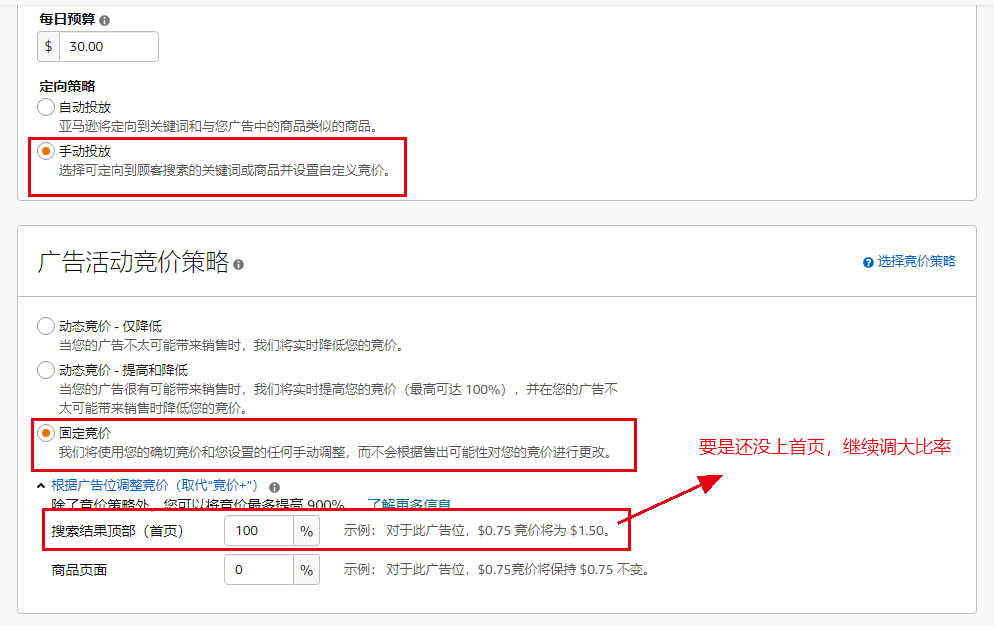 每日预算
$ 30.00
定向策略
自动投放
亚马逊将定向到关键词和与您广告中的商品类似的商品。
手动投放
选择可定向到顾客搜索的关键词或商品并设置自定义竞价。
广告活动竞价策略
选择竞价策略
动态竞价 - 仅降低
当您的广告不太可能带来销售时，我们将实时降低您的竞价。
动态竞价 - 提高和降低
当您的广告很有可能带来销售时，我们将实时提高您的竞价（最高可达 100%），并在您的广告不
太可能带来销售时降低您的竞价。
固定竞价
我们将使用您的确切竞价和您设置的任何手动调整，而不会根据售出可能性对您的竞价进行更改。
要是还没上首页，继续调大比率
根据广告位调整竞价（取代“竞价+”）
除了竞价策略外，您可以将竞价最多提高 900%。 了解更多信息
搜索结果顶部（首页） 100 % 示例： 对于此广告位，$0.75 竞价将为 $1.50。
商品页面 0 % 示例： 对于此广告位，$0.75竞价将保持 $0.75 不变。